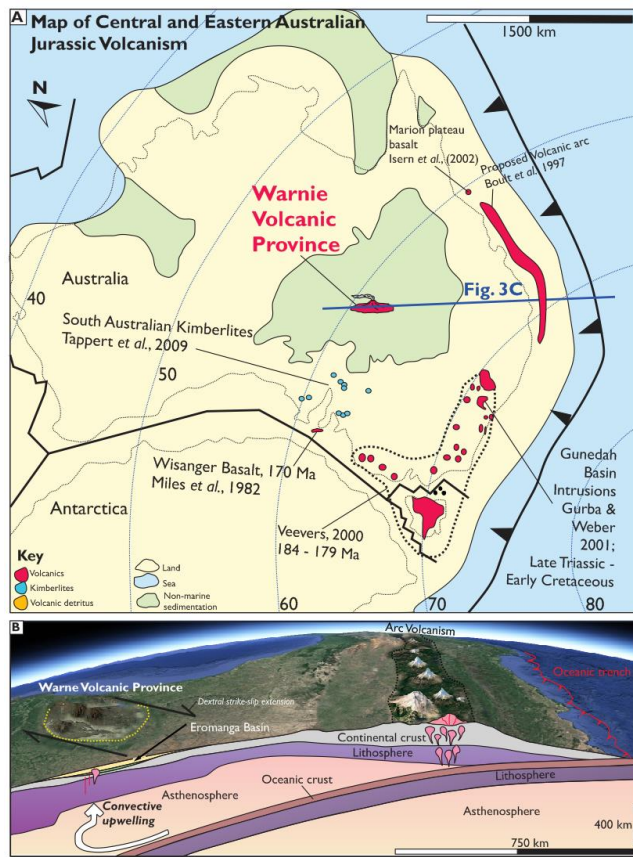 A
Map of Central and Eastern Australian
Jurassic Volcanism
1500 km
N
Marion plateau
basalt
Isern et al., (2002)
Proposed Volcanic arc
Boult et al., 1997
Warnie
Volcanic
Province
Australia
Fig. 3C
40
South Australian Kimberlites
Tappert et al., 2009
50
Wisanger Basalt, 170 Ma
Miles et al., 1982
Antarctica
Veevers, 2000
184 - 179 Ma
Gunedah
Basin
Intrusions
Gurba &
Weber
2001;
Late Triassic -
Early Cretaceous
Key
Volcanics
Kimberlites
Volcanic detritus
Land
Sea
Non-marine
sedimentation
60
70
80
B
Arc Volcanism
Oceanic trench
Warne Volcanic Province
Dextral strike-slip extension
Eromanga Basin
Continental crust
Lithosphere
Oceanic crust
Lithosphere
Asthenosphere
Asthenosphere
Convective
upwelling
400 km
750 km